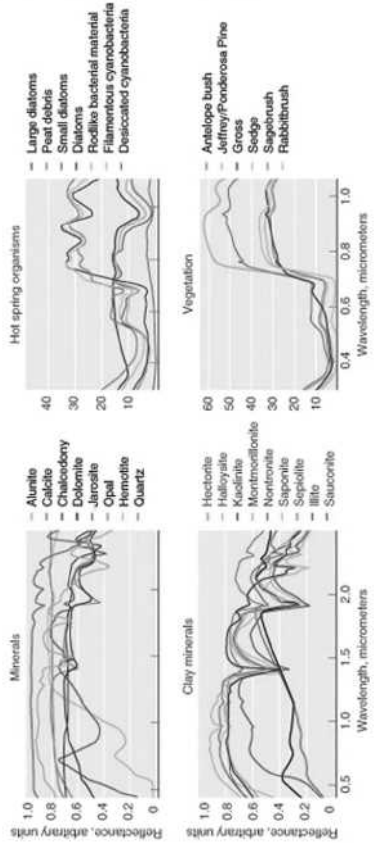 Minerals
Reflectance, arbitrary units
1.0
0.8
0.6
0.4
0.2
0
Alunite
Calcite
Chalcedony
Dolomite
Jarosite
Opal
Hemotite
Quartz
Hot spring organisms
40
30
20
10
Large diatoms
Peat debris
Small diatoms
Diatoms
Rodlike bacterial material
Filamentous cyanobacteria
Desiccated cyanobacteria
Clay minerals
Reflectance, arbitrary units
1.0
0.8
0.6
0.4
0.2
0.5
1.0
1.5
2.0
Wavelength, micrometers
Hectorite
Halloysite
Kaolinite
Montmorillonite
Nontronite
Saponite
Sepiolite
Illite
Sauconite
Vegetation
60
50
40
30
20
10
0.4
0.6
0.8
1.0
Wavelength, micrometers
Antelope bush
Jeffrey/Ponderosa Pine
Gross
Sedge
Sagebrush
Rabbitbrush